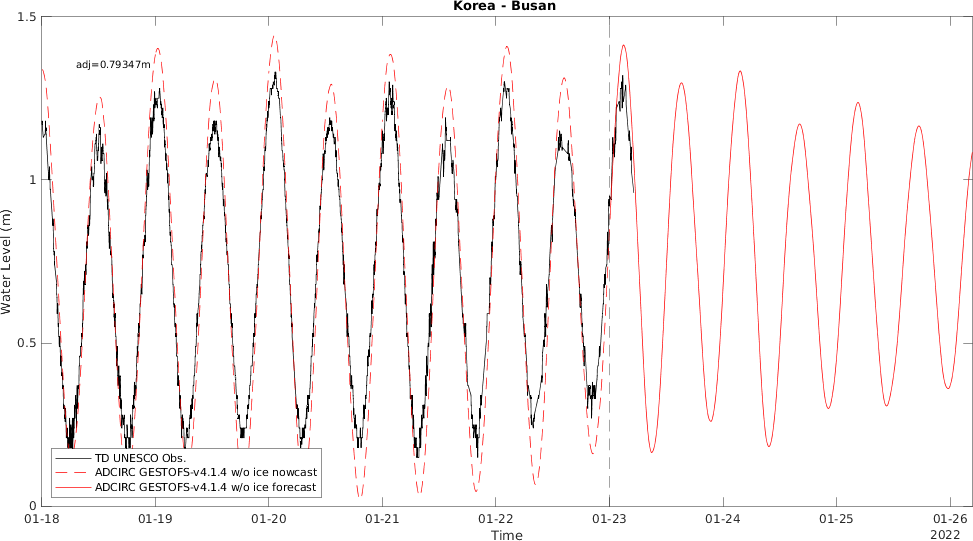 Korea - Busan
1.5
adj=0.79347m
1
Water Level (m)
0.5
TD UNESCO Obs.
ADCIRC GESTOFS-v4.1.4 w/o ice nowcast
ADCIRC GESTOFS-v4.1.4 w/o ice forecast
0
01-18 01-19 01-20 01-21 01-22 01-23 01-24 01-25 01-26
Time 2022